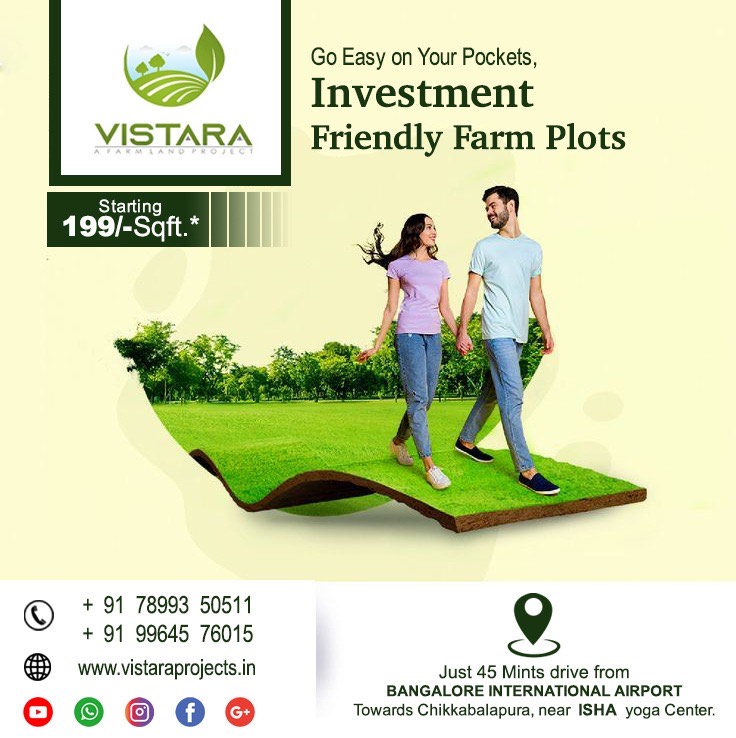 VISTARA
A FARM LAND PROJECT
Go Easy on Your Pockets,
Investment
Friendly Farm Plots
Starting
199/-Sqft.*
+ 91 78993 50511
+ 91 99645 76015
www.vistaraprojects.in
G+
Just 45 Mints drive from
BANGALORE INTERNATIONAL AIRPORT
Towards Chikkabalapura, near ISHA yoga Center.